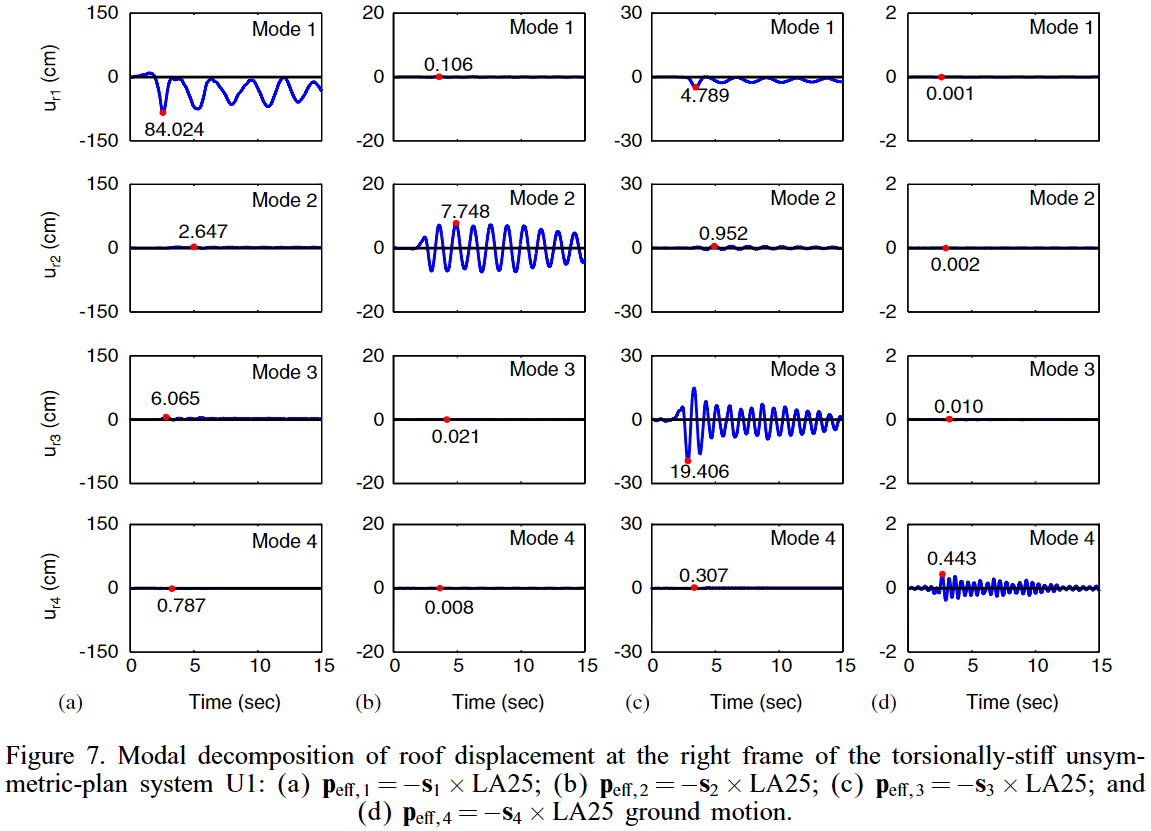 150 20 30 2
Mode 1 Mode 1 Mode 1 Mode 1
u_r1 (cm) 0 0 0 0
84.024 0.106 4.789 0.001
-150 -20 -30 -2
150 20 30 2
Mode 2 Mode 2 Mode 2 Mode 2
u_r2 (cm) 0 0 0 0
2.647 7.748 0.952 0.002
-150 -20 -30 -2
150 20 30 2
Mode 3 Mode 3 Mode 3 Mode 3
u_r3 (cm) 0 0 0 0
6.065 0.021 19.406 0.010
-150 -20 -30 -2
150 20 30 2
Mode 4 Mode 4 Mode 4 Mode 4
u_r4 (cm) 0 0 0 0
0.787 0.008 0.307 0.443
-150 -20 -30 -2
0 5 10 15 0 5 10 15 0 5 10 15 0 5 10 15
(a) Time (sec) (b) Time (sec) (c) Time (sec) (d) Time (sec)
Figure 7. Modal decomposition of roof displacement at the right frame of the torsionally-stiff unsym-
metric-plan system U1: (a) p_eff,1 = −s_1 × LA25; (b) p_eff,2 = −s_2 × LA25; (c) p_eff,3 = −s_3 × LA25; and
(d) p_eff,4 = −s_4 × LA25 ground motion.